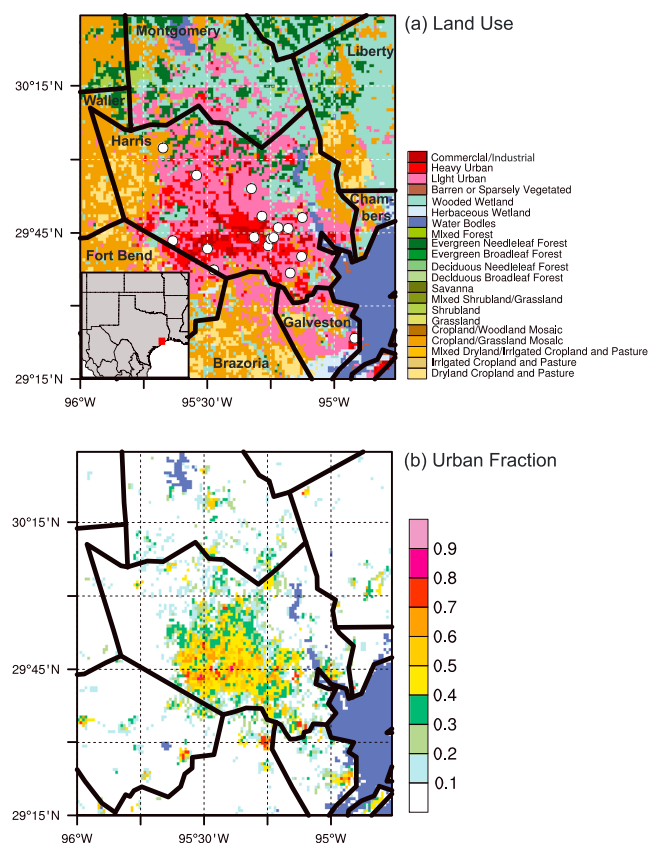 (a) Land Use
Montgomery
Liberty
30°15'N
Waller
Harris
Commercial/Industrial
Heavy Urban
Light Urban
Barren or Sparsely Vegetated
Wooded Wetland
Herbaceous Wetland
Water Bodies
Mixed Forest
Evergreen Needleleaf Forest
Evergreen Broadleaf Forest
Deciduous Needleleaf Forest
Deciduous Broadleaf Forest
Savanna
Mixed Shrubland/Grassland
Shrubland
Grassland
Cropland/Woodland Mosaic
Cropland/Grassland Mosaic
Mixed Dryland/Irrigated Cropland and Pasture
Irrigated Cropland and Pasture
Dryland Cropland and Pasture
Cham-
bers
29°45'N
Fort Bend
Galveston
Brazoria
29°15'N
96°W
95°30'W
95°W
(b) Urban Fraction
30°15'N
29°45'N
29°15'N
96°W
95°30'W
95°W
0.9
0.8
0.7
0.6
0.5
0.4
0.3
0.2
0.1